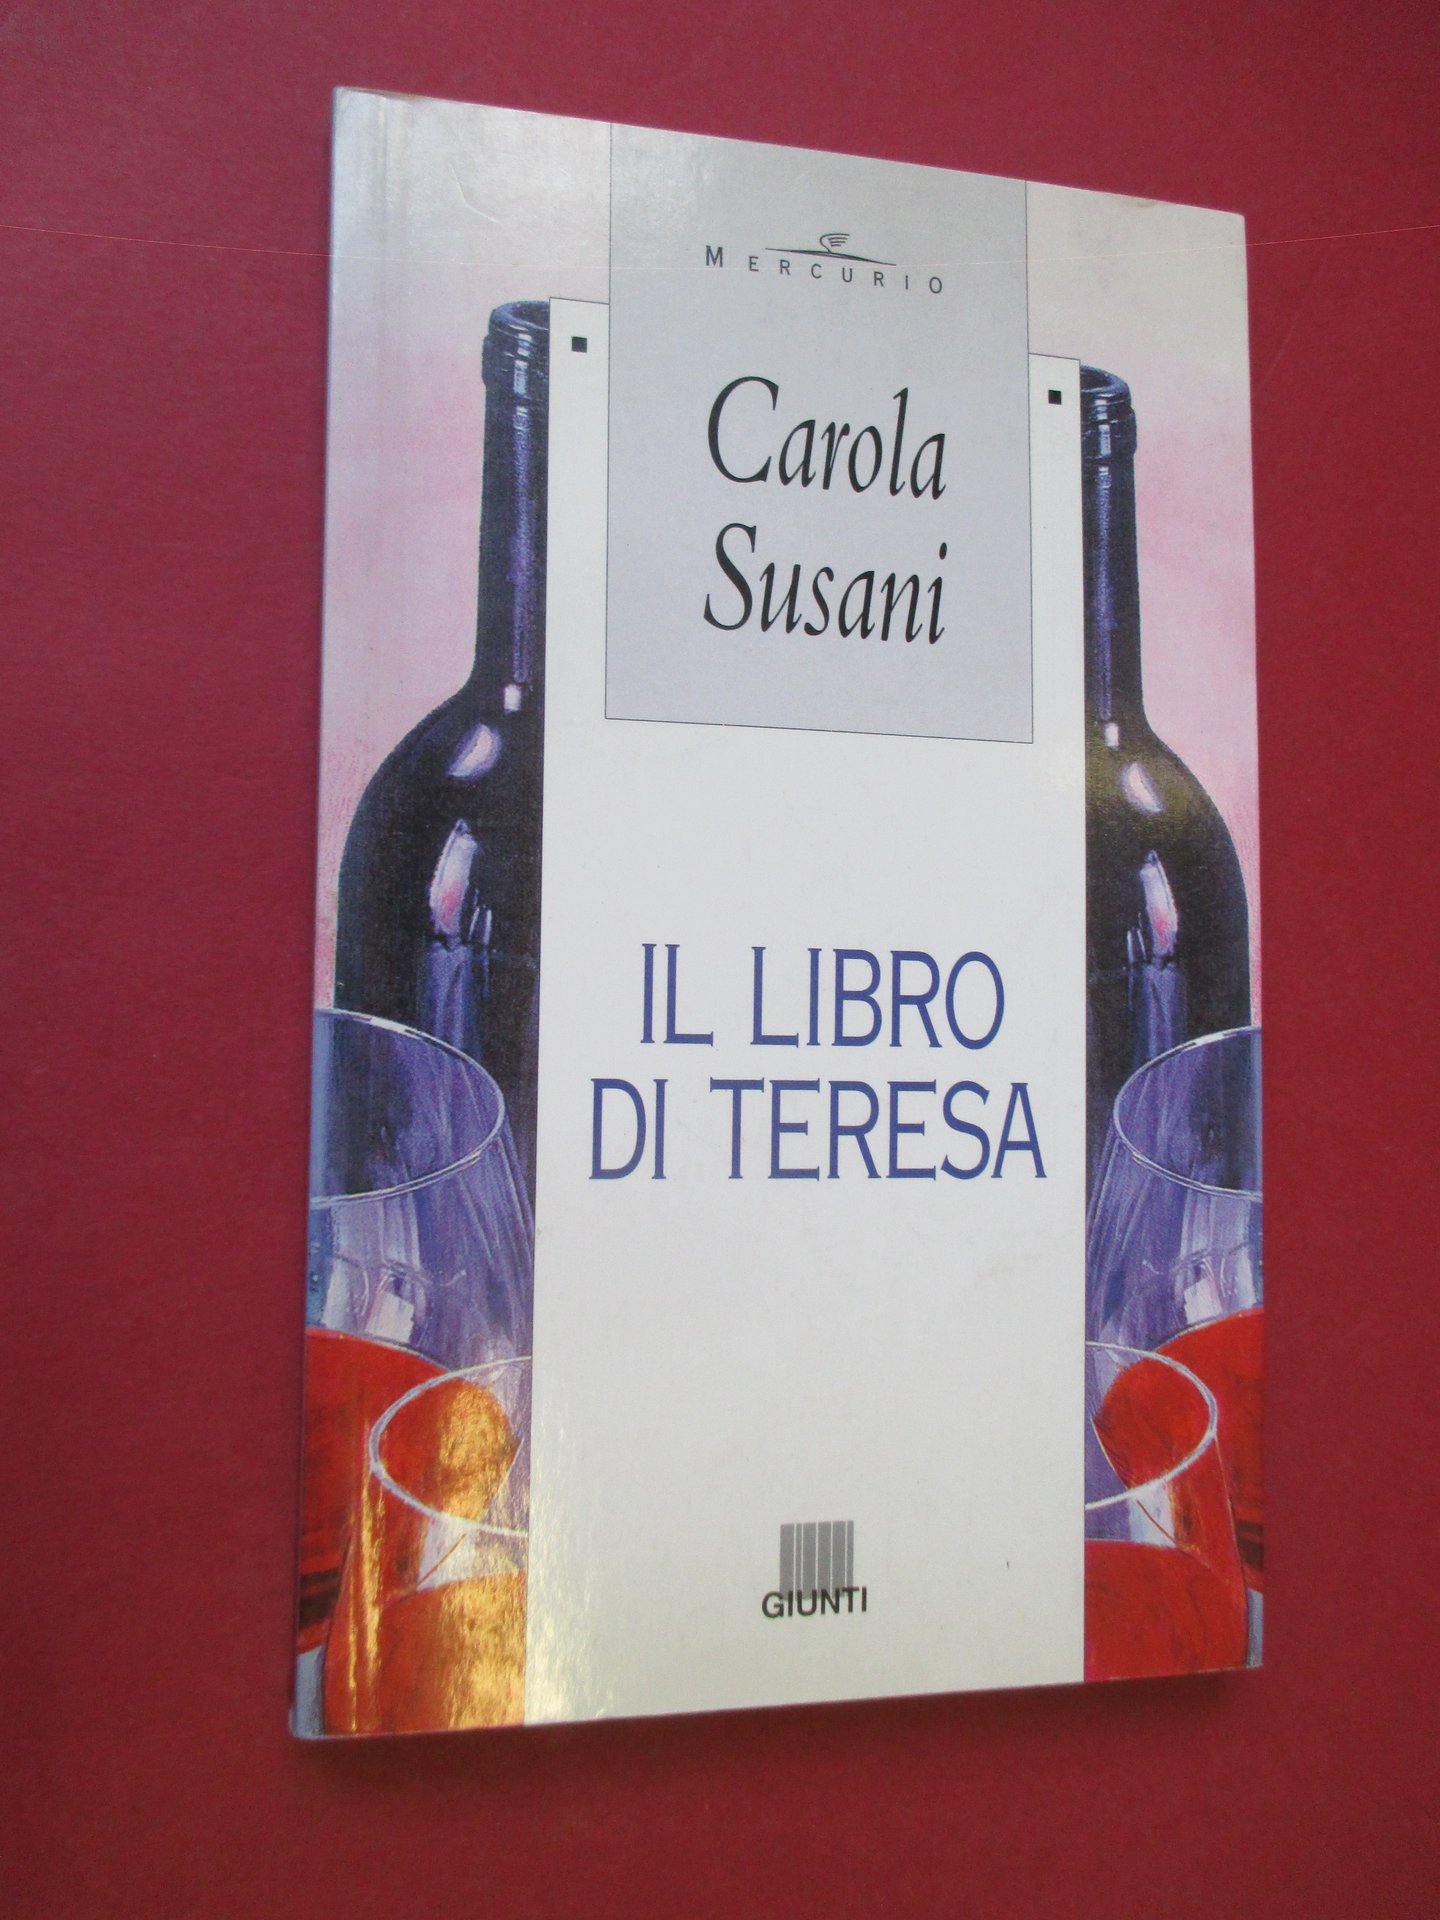 MERCURIO
Carola
Susani
IL LIBRO
DI TERESA
GIUNTI